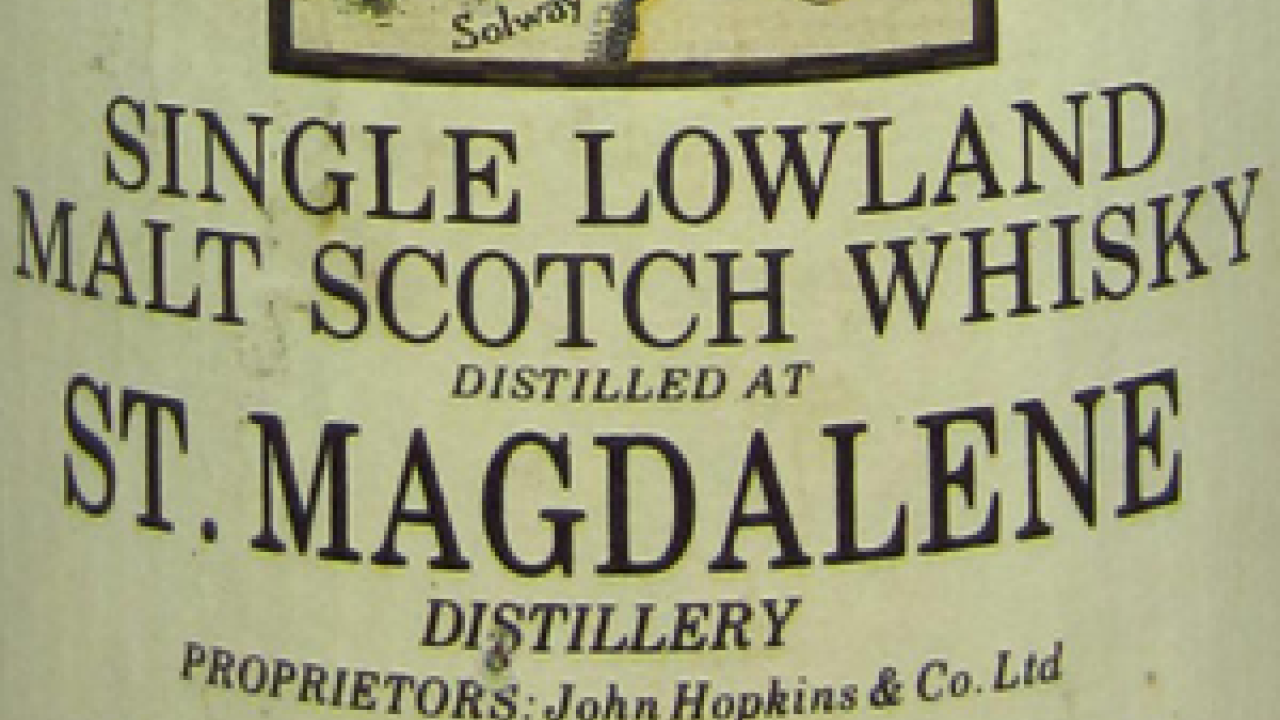 Solway
SINGLE LOWLAND
MALT SCOTCH WHISKY
DISTILLED AT
ST. MAGDALENE
DISTILLERY
PROPRIETORS: John Hopkins & Co. Ltd